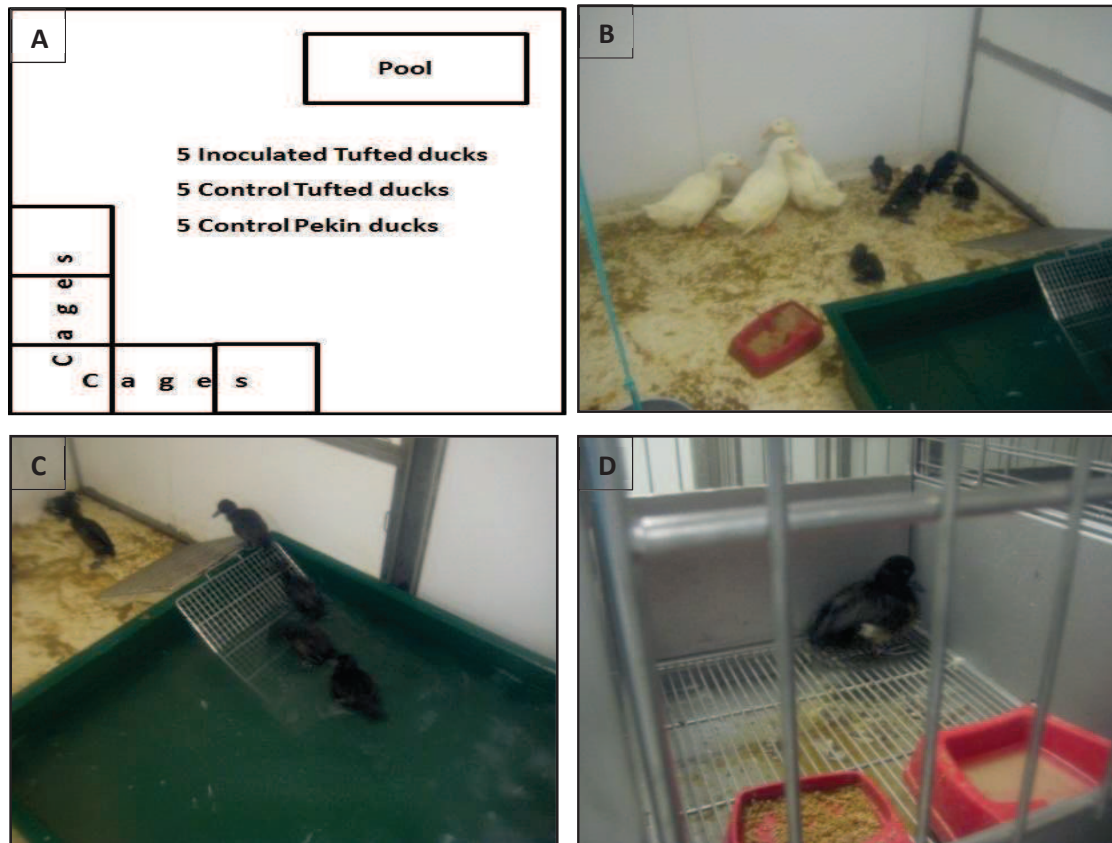 A
Pool
5 Inoculated Tufted ducks
5 Control Tufted ducks
5 Control Pekin ducks
Cages
Cages
B
C
D